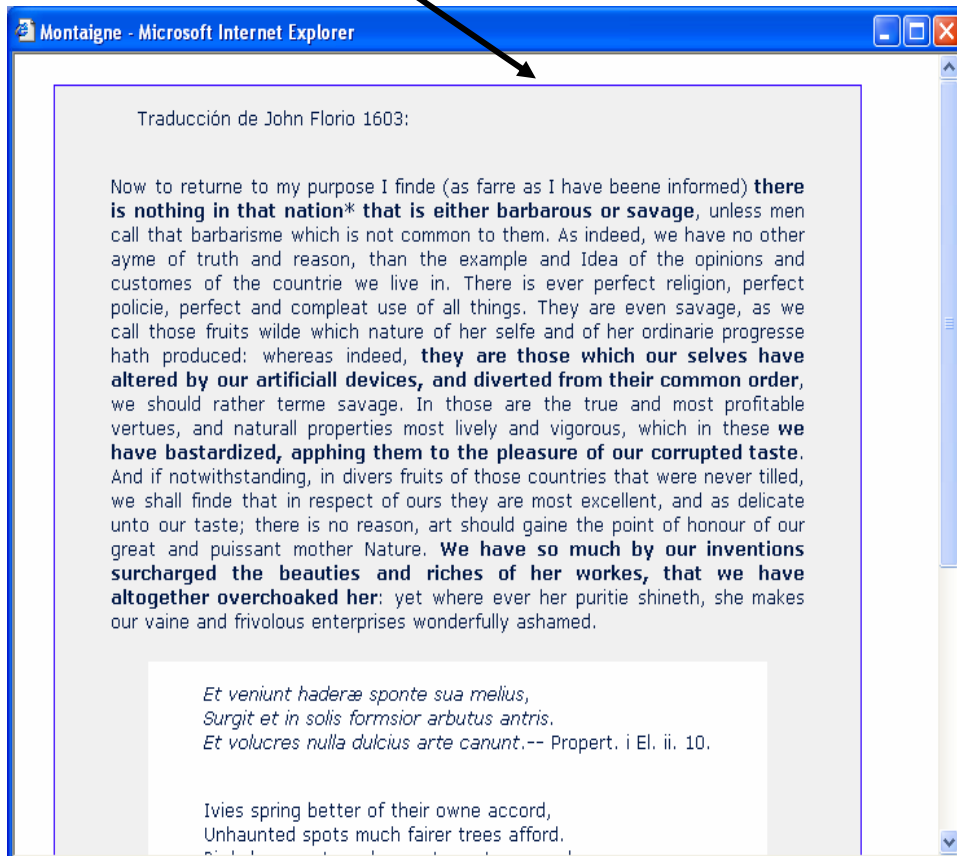 Montaigne - Microsoft Internet Explorer
Traducción de John Florio 1603:
Now to returne to my purpose I finde (as farre as I have beene informed) there
is nothing in that nation* that is either barbarous or savage, unless men
call that barbarisme which is not common to them. As indeed, we have no other
ayme of truth and reason, than the example and Idea of the opinions and
customes of the countrie we live in. There is ever perfect religion, perfect
policie, perfect and compleat use of all things. They are even savage, as we
call those fruits wilde which nature of her selfe and of her ordinarie progresse
hath produced: whereas indeed, they are those which our selves have
altered by our artificiall devices, and diverted from their common order,
we should rather terme savage. In those are the true and most profitable
vertues, and naturall properties most lively and vigorous, which in these we
have bastardized, apphing them to the pleasure of our corrupted taste.
And if notwithstanding, in divers fruits of those countries that were never tilled,
we shall finde that in respect of ours they are most excellent, and as delicate
unto our taste; there is no reason, art should gaine the point of honour of our
great and puissant mother Nature. We have so much by our inventions
surcharged the beauties and riches of her workes, that we have
altogether overchoaked her: yet where ever her puritie shineth, she makes
our vaine and frivolous enterprises wonderfully ashamed.
Et veniunt haderæ sponte sua melius,
Surgit et in solis formsior arbutus antris.
Et volucres nulla dulcius arte canunt.-- Propert. i El. ii. 10.
Ivies spring better of their owne accord,
Unhaunted spots much fairer trees afford.